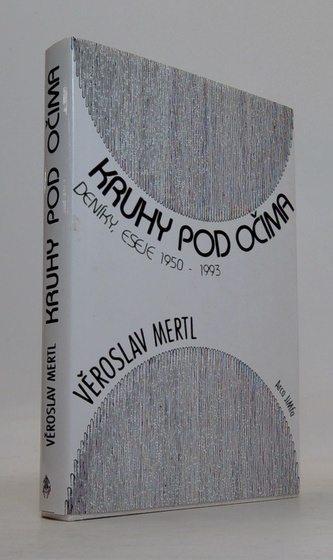 KRUHY POD OČIMA
DENÍKY, ESEJE 1950 - 1993
VĚROSLAV MERTL
Arca JiMfa
VĚROSLAV MERTL KRUHY POD OČIMA